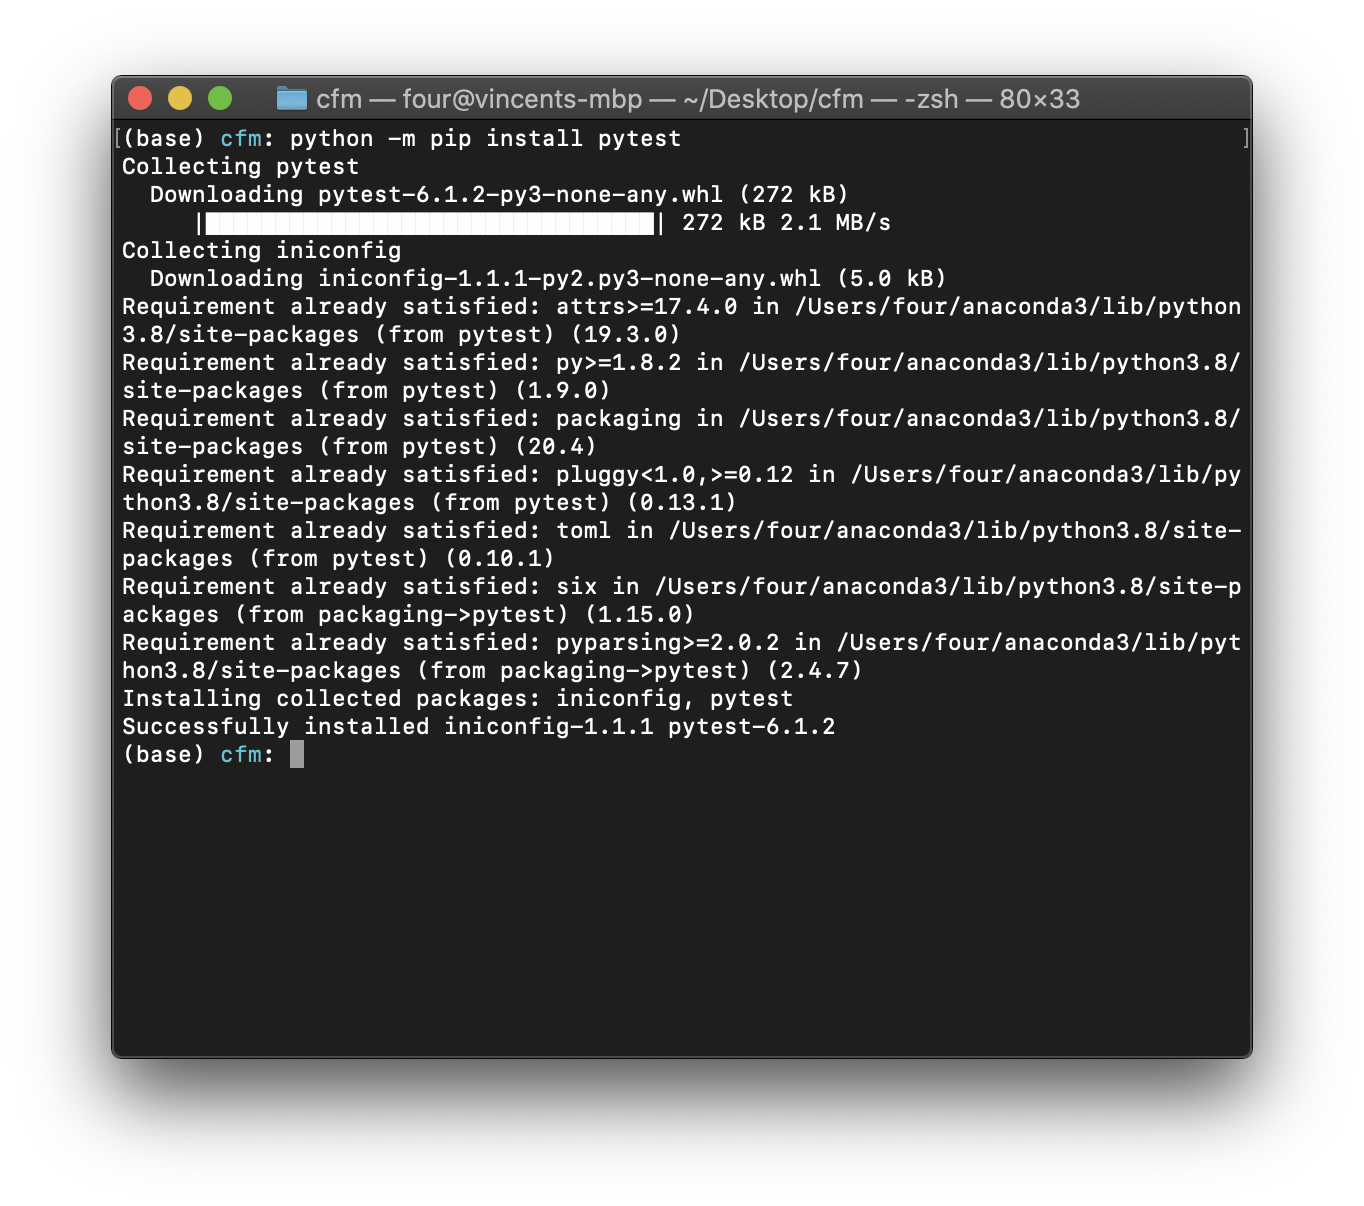 cfm — four@vincents-mbp — ~/Desktop/cfm — -zsh — 80×33
[(base) cfm: python -m pip install pytest ]
Collecting pytest
  Downloading pytest-6.1.2-py3-none-any.whl (272 kB)
     |████████████████████████████████| 272 kB 2.1 MB/s
Collecting iniconfig
  Downloading iniconfig-1.1.1-py2.py3-none-any.whl (5.0 kB)
Requirement already satisfied: attrs>=17.4.0 in /Users/four/anaconda3/lib/python
3.8/site-packages (from pytest) (19.3.0)
Requirement already satisfied: py>=1.8.2 in /Users/four/anaconda3/lib/python3.8/
site-packages (from pytest) (1.9.0)
Requirement already satisfied: packaging in /Users/four/anaconda3/lib/python3.8/
site-packages (from pytest) (20.4)
Requirement already satisfied: pluggy<1.0,>=0.12 in /Users/four/anaconda3/lib/py
thon3.8/site-packages (from pytest) (0.13.1)
Requirement already satisfied: toml in /Users/four/anaconda3/lib/python3.8/site-
packages (from pytest) (0.10.1)
Requirement already satisfied: six in /Users/four/anaconda3/lib/python3.8/site-p
ackages (from packaging->pytest) (1.15.0)
Requirement already satisfied: pyparsing>=2.0.2 in /Users/four/anaconda3/lib/pyt
hon3.8/site-packages (from packaging->pytest) (2.4.7)
Installing collected packages: iniconfig, pytest
Successfully installed iniconfig-1.1.1 pytest-6.1.2
(base) cfm: